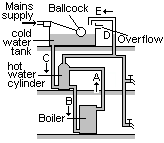 Mains
supply
Ballcock
E
D
cold
water
tank
Overflow
C
hot
water
cylinder
A
B
Boiler